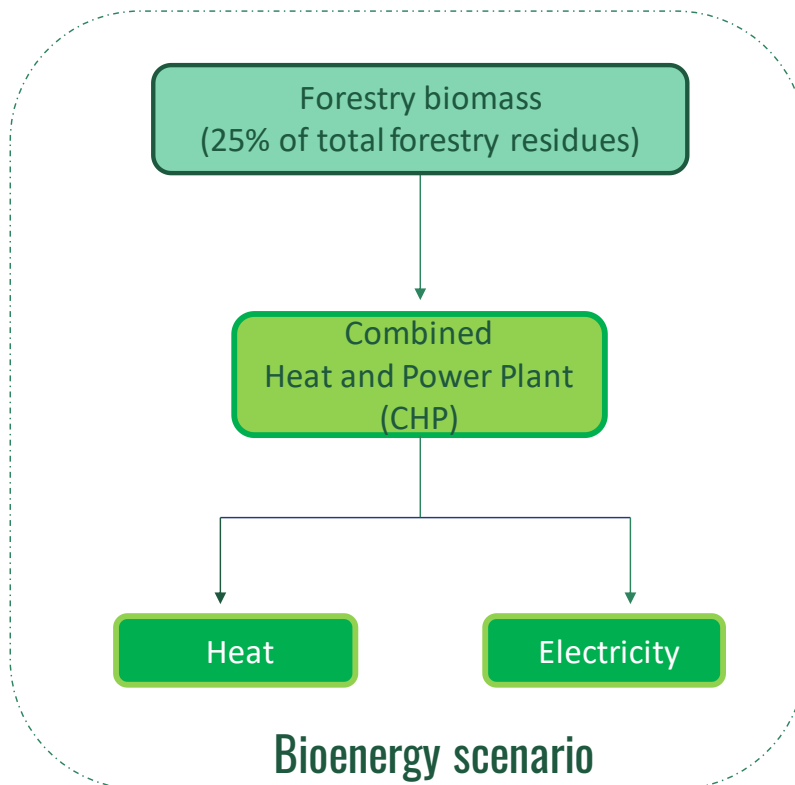 Forestry biomass
(25% of total forestry residues)
Combined
Heat and Power Plant
(CHP)
Heat
Electricity
Bioenergy scenario